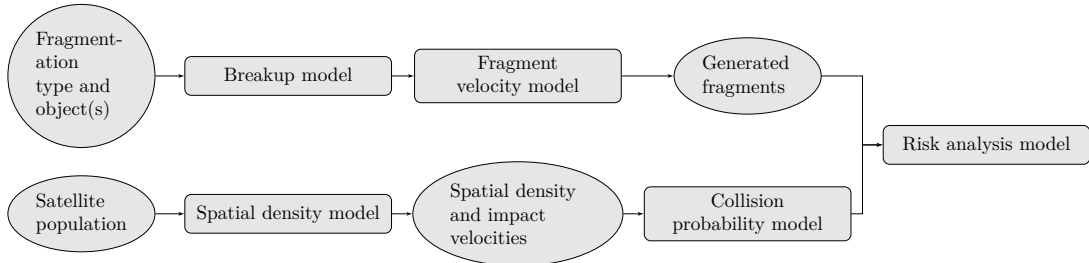 Fragment-
ation
type and
object(s)
Breakup model
Fragment
velocity model
Generated
fragments
Risk analysis model
Satellite
population
Spatial density model
Spatial density
and impact
velocities
Collision
probability model